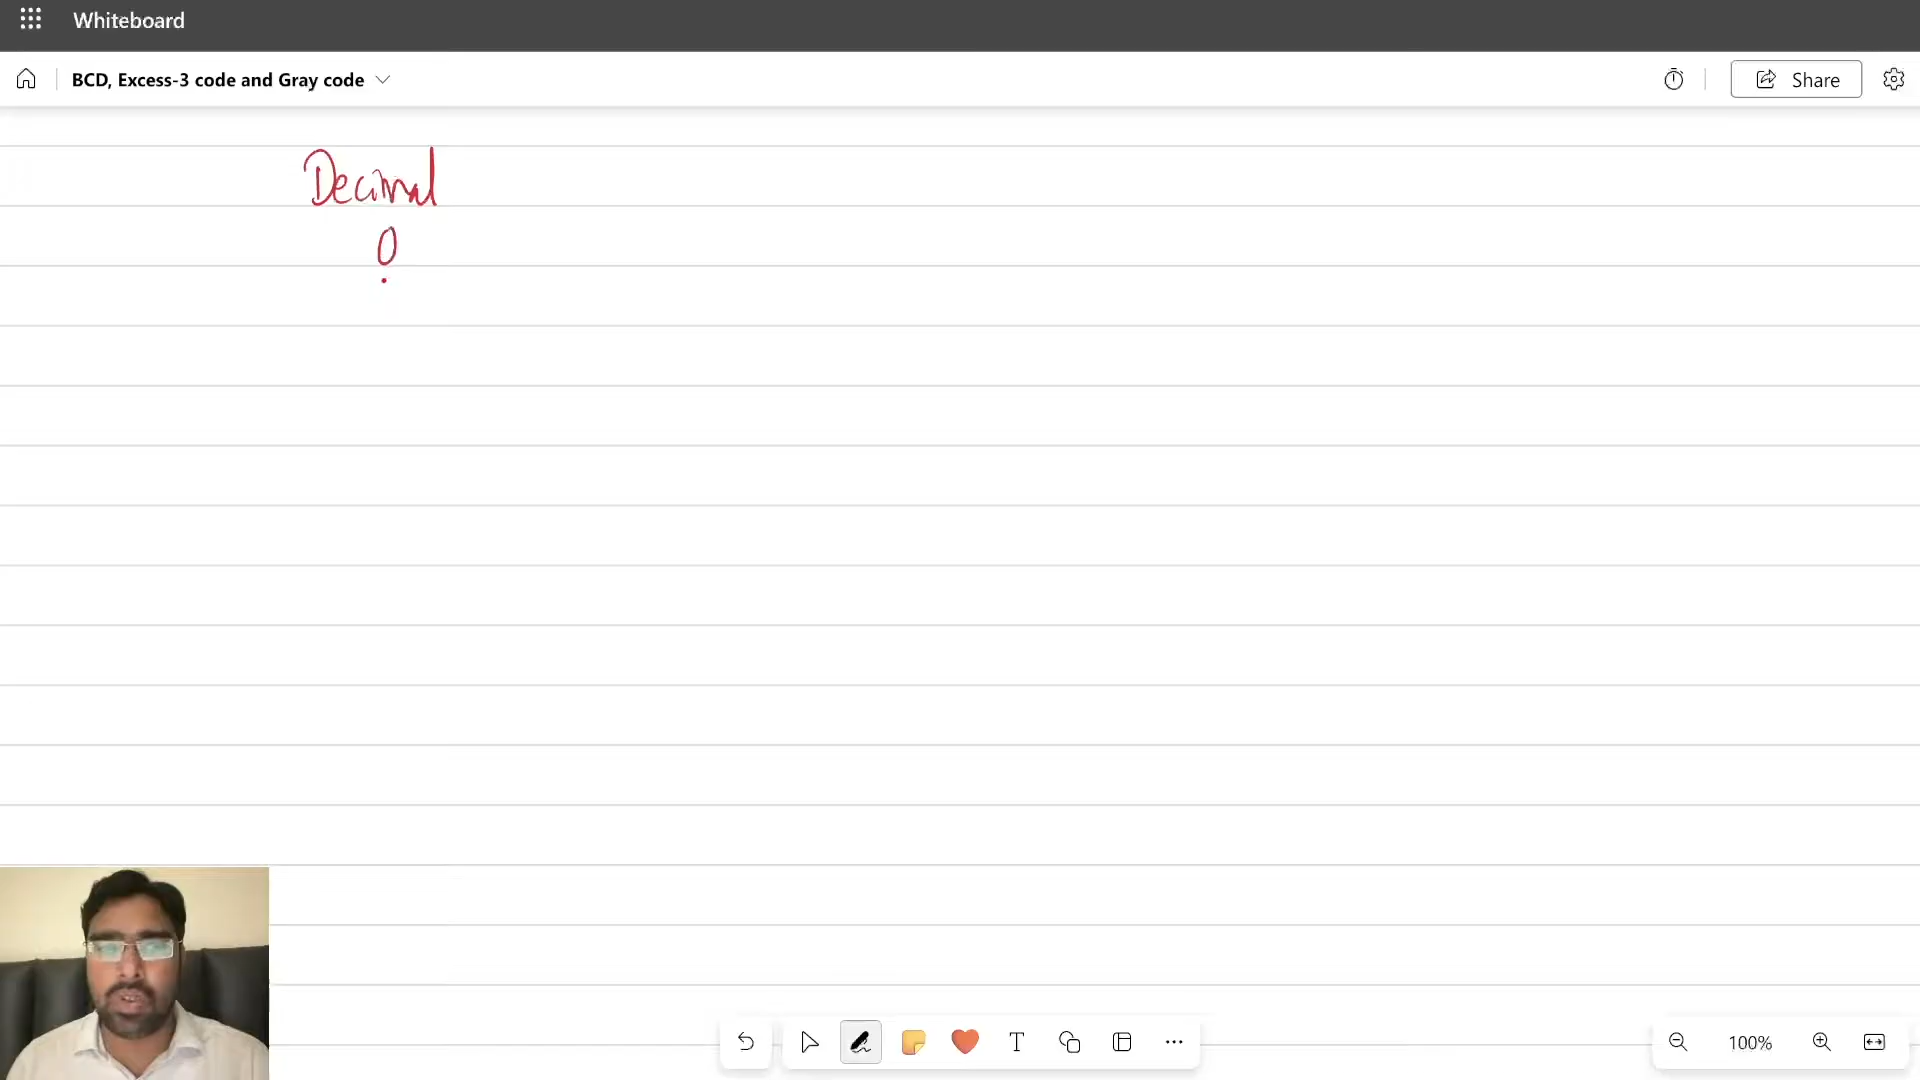 Whiteboard
BCD, Excess-3 code and Gray code
Share
Decimal
0
100%